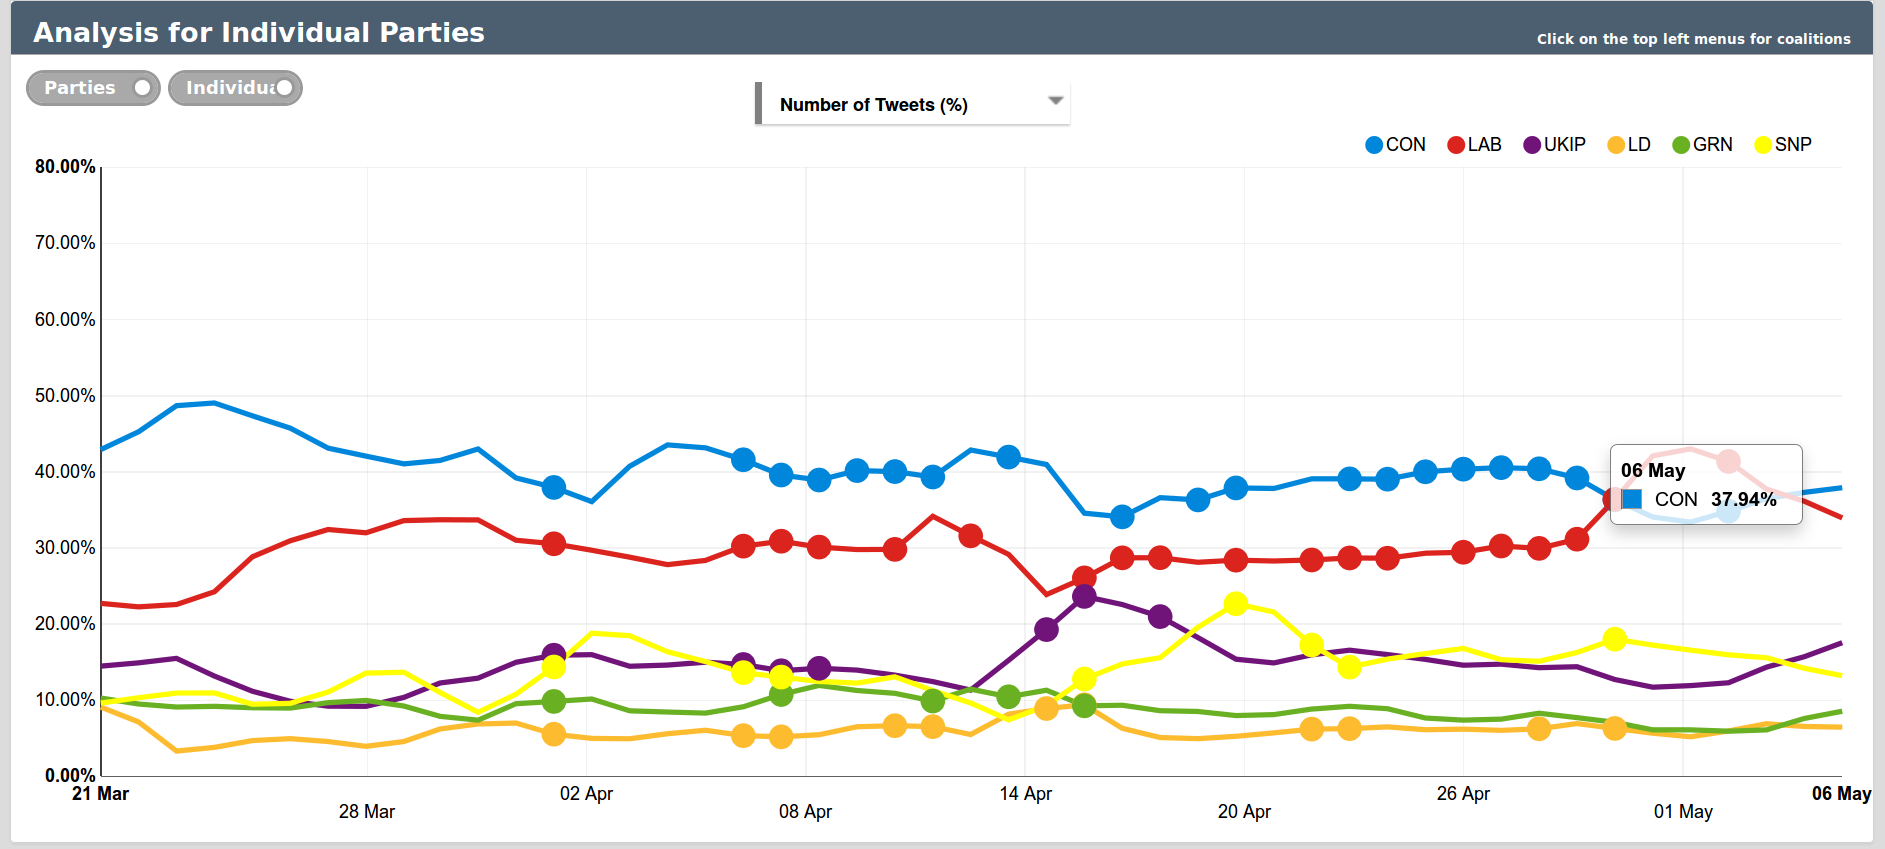 Analysis for Individual Parties
Click on the top left menus for coalitions
Parties
Individua
Number of Tweets (%)
CON LAB UKIP LD GRN SNP
80.00%
70.00%
60.00%
50.00%
40.00%
30.00%
20.00%
10.00%
0.00%
06 May
CON 37.94%
21 Mar
28 Mar
02 Apr
08 Apr
14 Apr
20 Apr
26 Apr
01 May
06 May